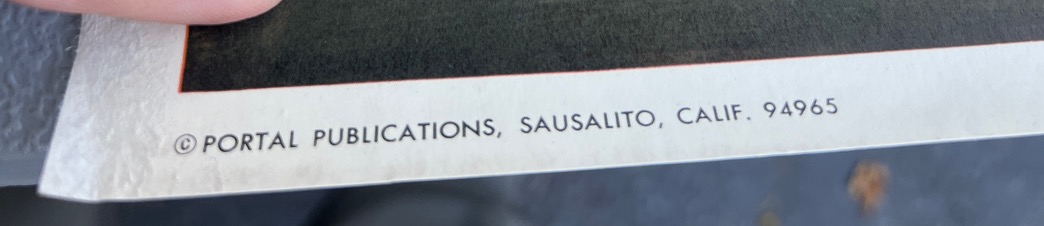 ©PORTAL PUBLICATIONS, SAUSALITO, CALIF. 94965